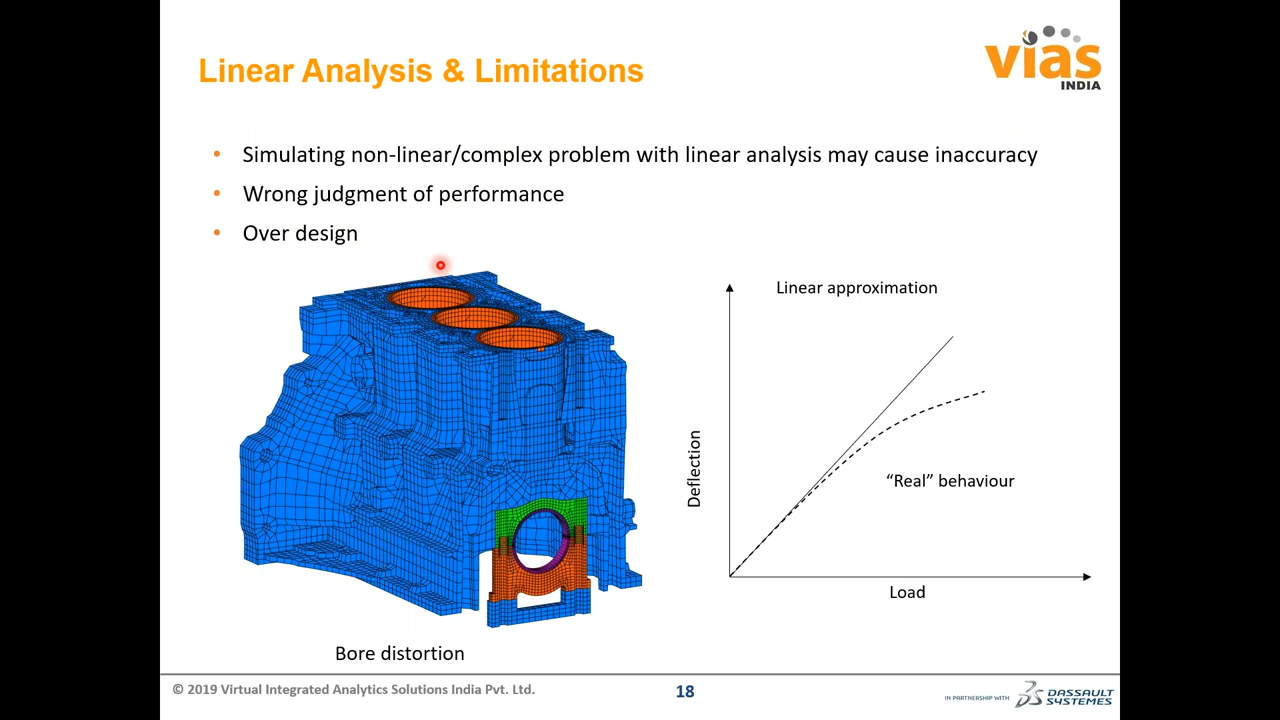 Linear Analysis & Limitations
vias
INDIA
• Simulating non-linear/complex problem with linear analysis may cause inaccuracy
• Wrong judgment of performance
• Over design
Linear approximation
Deflection
“Real” behaviour
Load
Bore distortion
© 2019 Virtual Integrated Analytics Solutions India Pvt. Ltd.
18
IN PARTNERSHIP WITH
DASSAULT
SYSTEMES